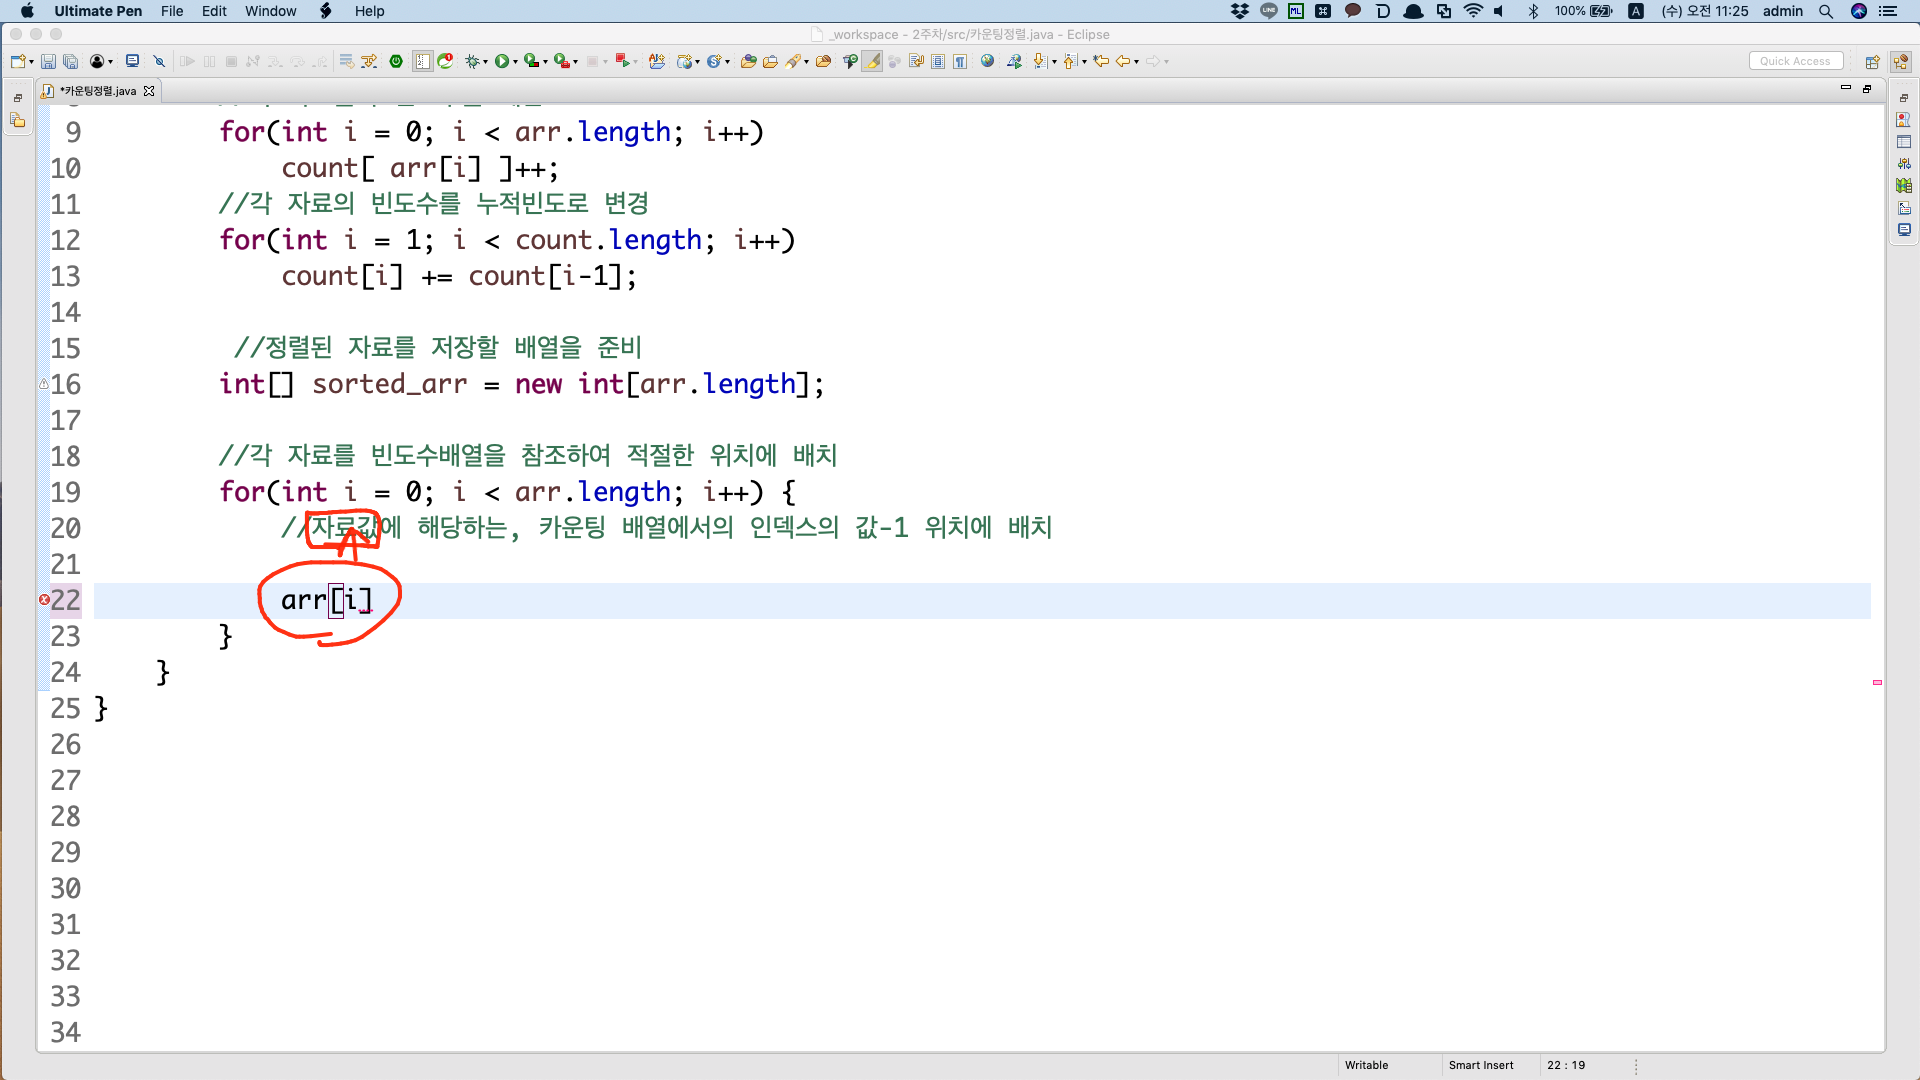 Ultimate Pen File Edit Window Help
LINE ML 100% A (수) 오전 11:25 admin
_workspace - 2주차/src/카운팅정렬.java - Eclipse
Quick Access
*카운팅정렬.java
9 for(int i = 0; i < arr.length; i++)
10 count[ arr[i] ]++;
11 //각 자료의 빈도수를 누적빈도로 변경
12 for(int i = 1; i < count.length; i++)
13 count[i] += count[i-1];
14
15 //정렬된 자료를 저장할 배열을 준비
16 int[] sorted_arr = new int[arr.length];
17
18 //각 자료를 빈도수배열을 참조하여 적절한 위치에 배치
19 for(int i = 0; i < arr.length; i++) {
20 //자료값에 해당하는, 카운팅 배열에서의 인덱스의 값-1 위치에 배치
21
22 arr[i]
23 }
24 }
25 }
26
27
28
29
30
31
32
33
34
Writable Smart Insert 22 : 19